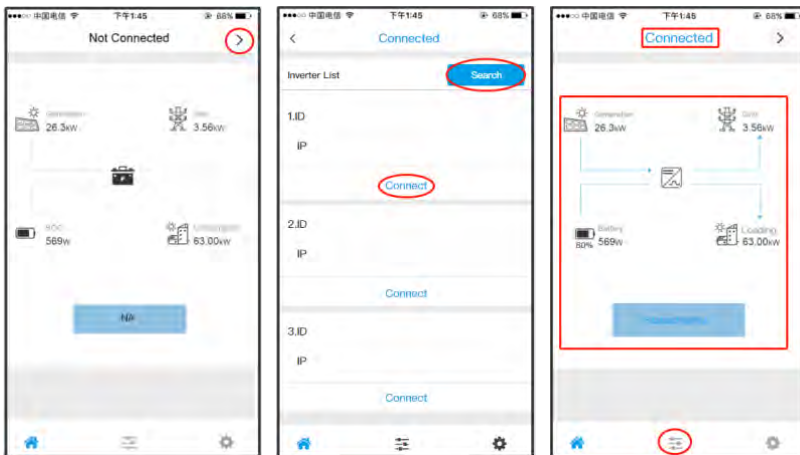 中国电信 下午1:45 68%
Not Connected
26.3kW
3.56kW
SOC
569W
63.00kW
NA
中国电信 下午1:45 68%
Connected
Inverter List
Search
1.ID
IP
Connect
2.ID
IP
Connect
3.ID
IP
Connect
中国电信 下午1:45 68%
Connected
Generation
26.3kW
Grid
3.56kW
Battery
80% 569W
Loading
63.00kW